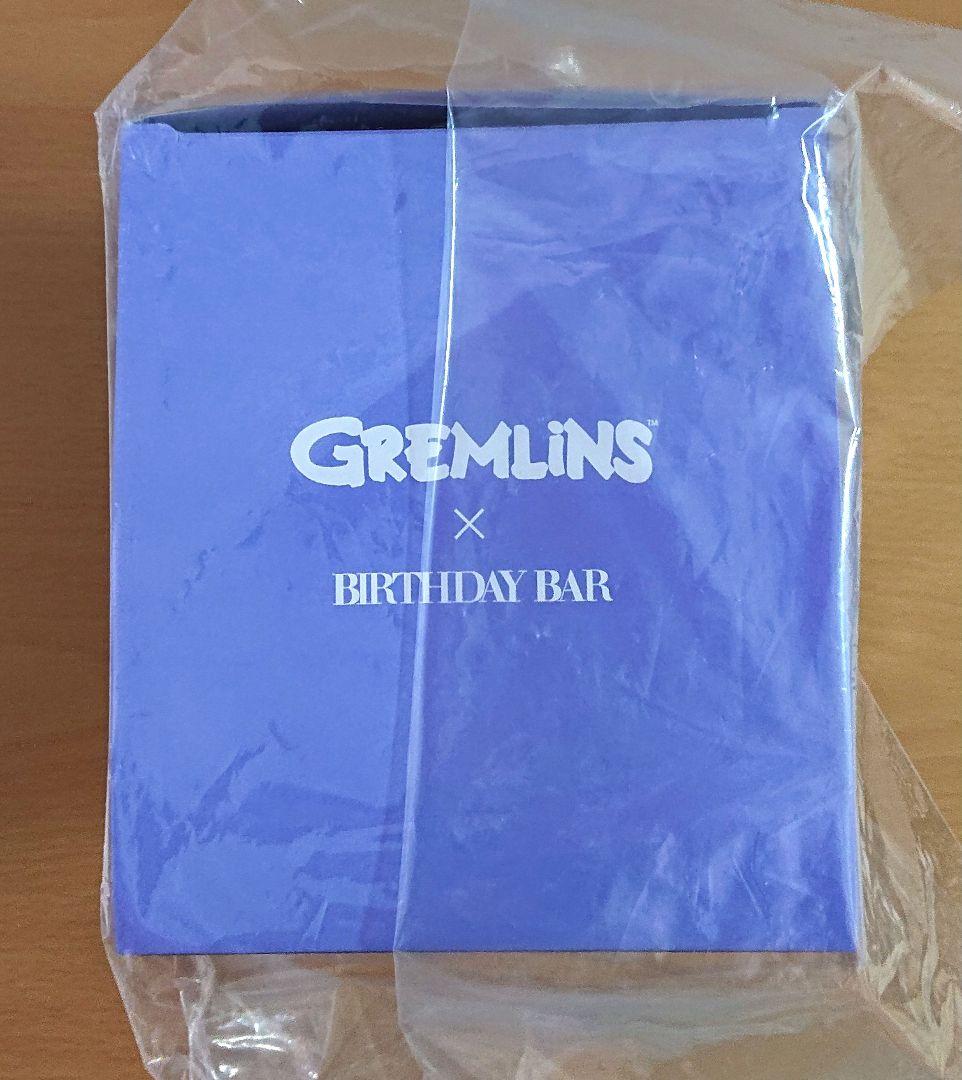 GREMLiNS™
×
BIRTHDAY BAR